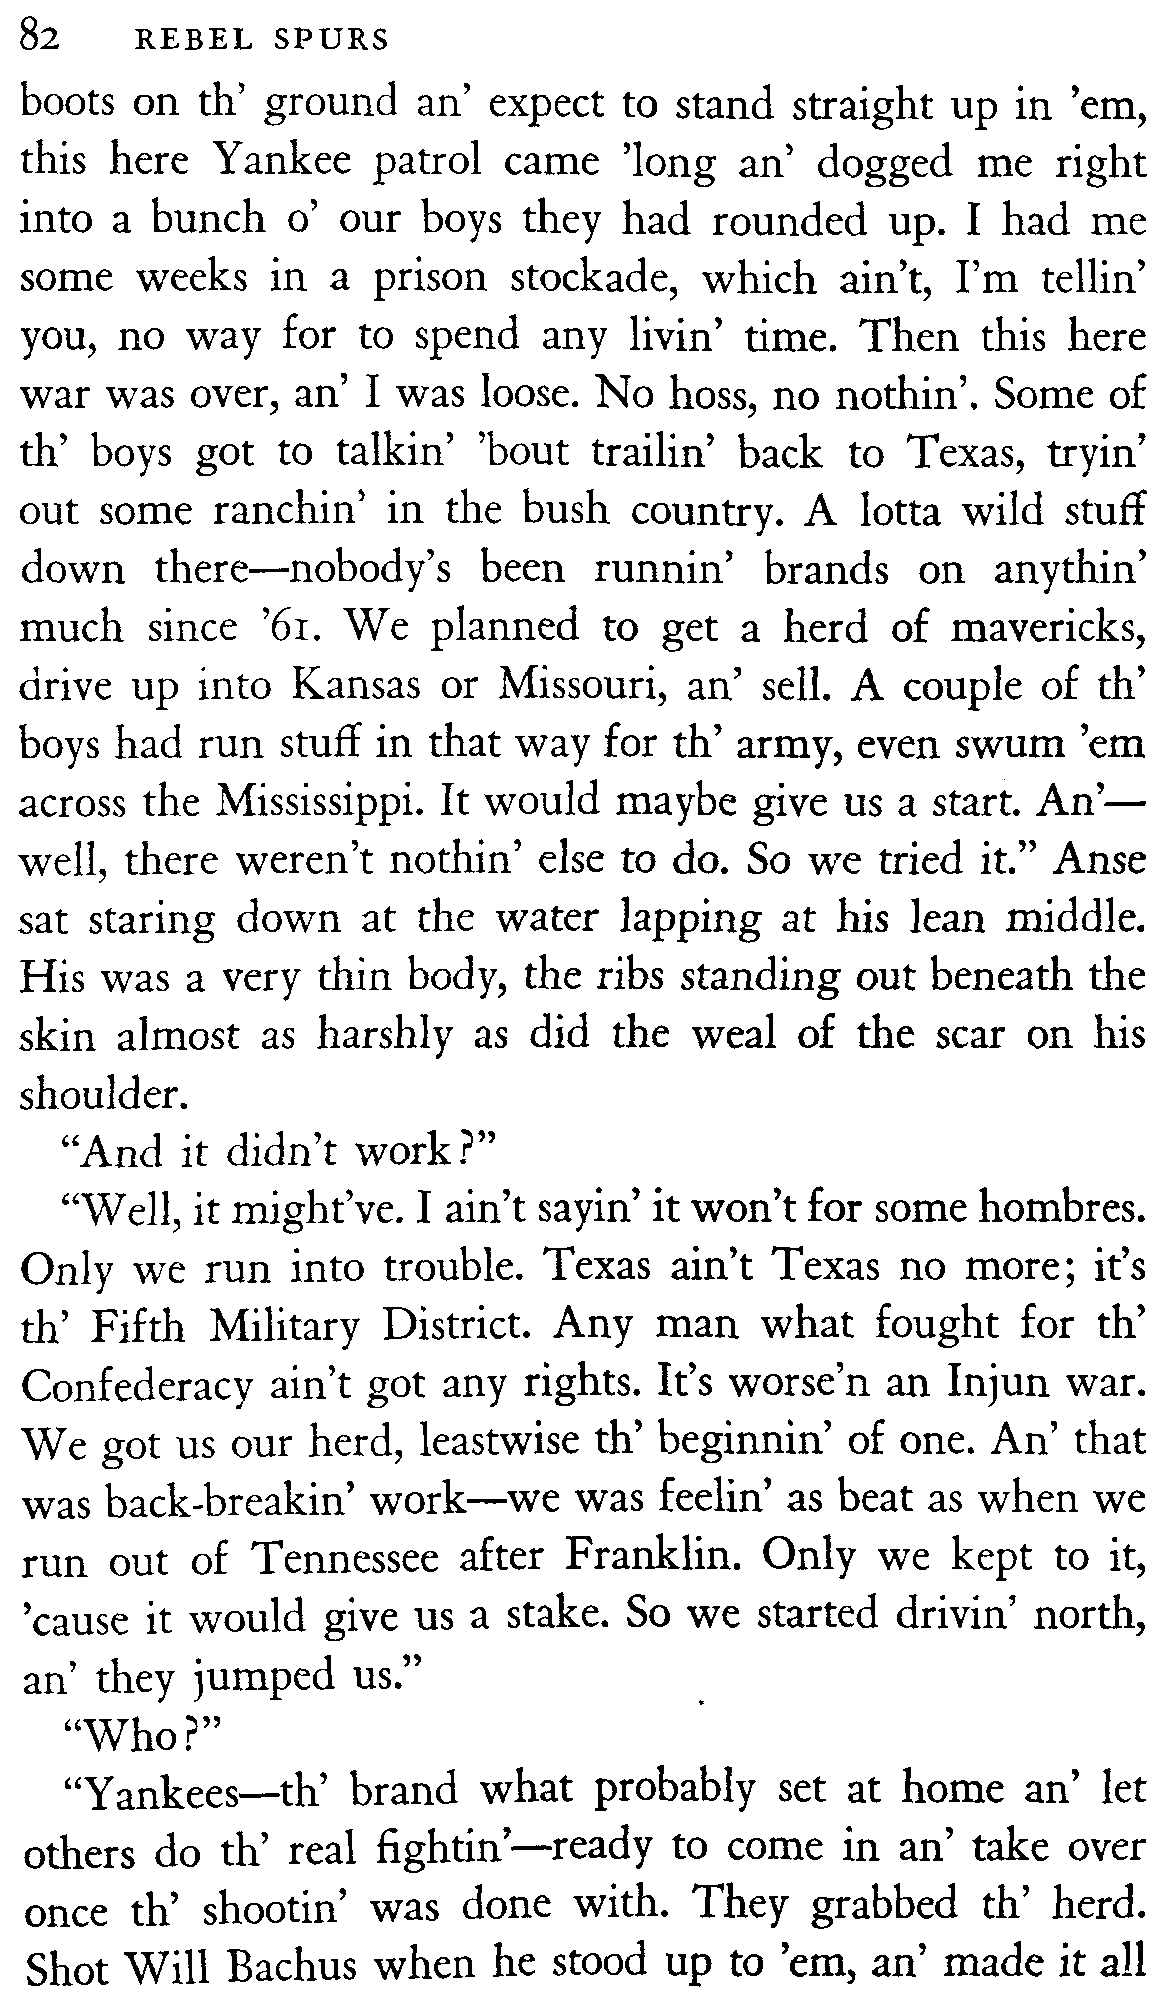 82 REBEL SPURS
boots on th’ ground an’ expect to stand straight up in ’em,
this here Yankee patrol came ’long an’ dogged me right
into a bunch o’ our boys they had rounded up. I had me
some weeks in a prison stockade, which ain’t, I’m tellin’
you, no way for to spend any livin’ time. Then this here
war was over, an’ I was loose. No hoss, no nothin’. Some of
th’ boys got to talkin’ ’bout trailin’ back to Texas, tryin’
out some ranchin’ in the bush country. A lotta wild stuff
down there—nobody’s been runnin’ brands on anythin’
much since ’61. We planned to get a herd of mavericks,
drive up into Kansas or Missouri, an’ sell. A couple of th’
boys had run stuff in that way for th’ army, even swum ’em
across the Mississippi. It would maybe give us a start. An’—
well, there weren’t nothin’ else to do. So we tried it.” Anse
sat staring down at the water lapping at his lean middle.
His was a very thin body, the ribs standing out beneath the
skin almost as harshly as did the weal of the scar on his
shoulder.
“And it didn’t work?”
“Well, it might’ve. I ain’t sayin’ it won’t for some hombres.
Only we run into trouble. Texas ain’t Texas no more; it’s
th’ Fifth Military District. Any man what fought for th’
Confederacy ain’t got any rights. It’s worse’n an Injun war.
We got us our herd, leastwise th’ beginnin’ of one. An’ that
was back-breakin’ work—we was feelin’ as beat as when we
run out of Tennessee after Franklin. Only we kept to it,
’cause it would give us a stake. So we started drivin’ north,
an’ they jumped us.”
“Who?”
“Yankees—th’ brand what probably set at home an’ let
others do th’ real fightin’—ready to come in an’ take over
once th’ shootin’ was done with. They grabbed th’ herd.
Shot Will Bachus when he stood up to ’em, an’ made it all